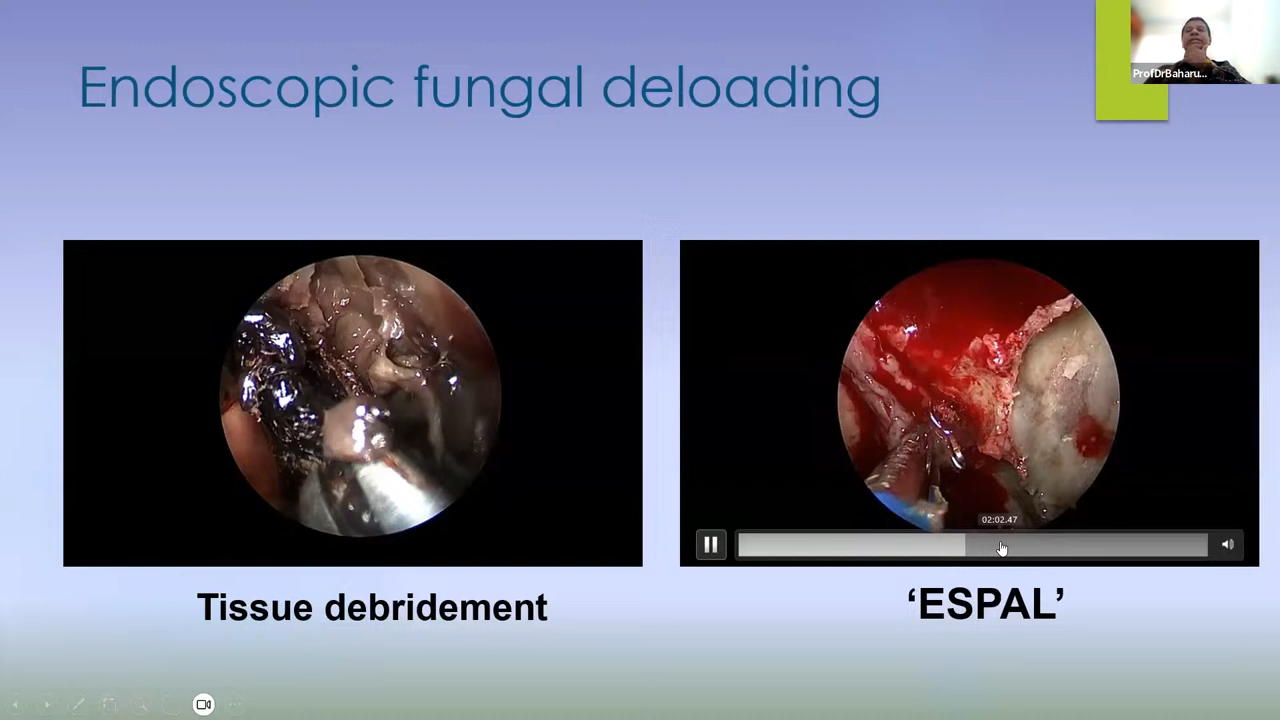 Endoscopic fungal deloading
ProfDrBaharu...
02:02.47
Tissue debridement
‘ESPAL’